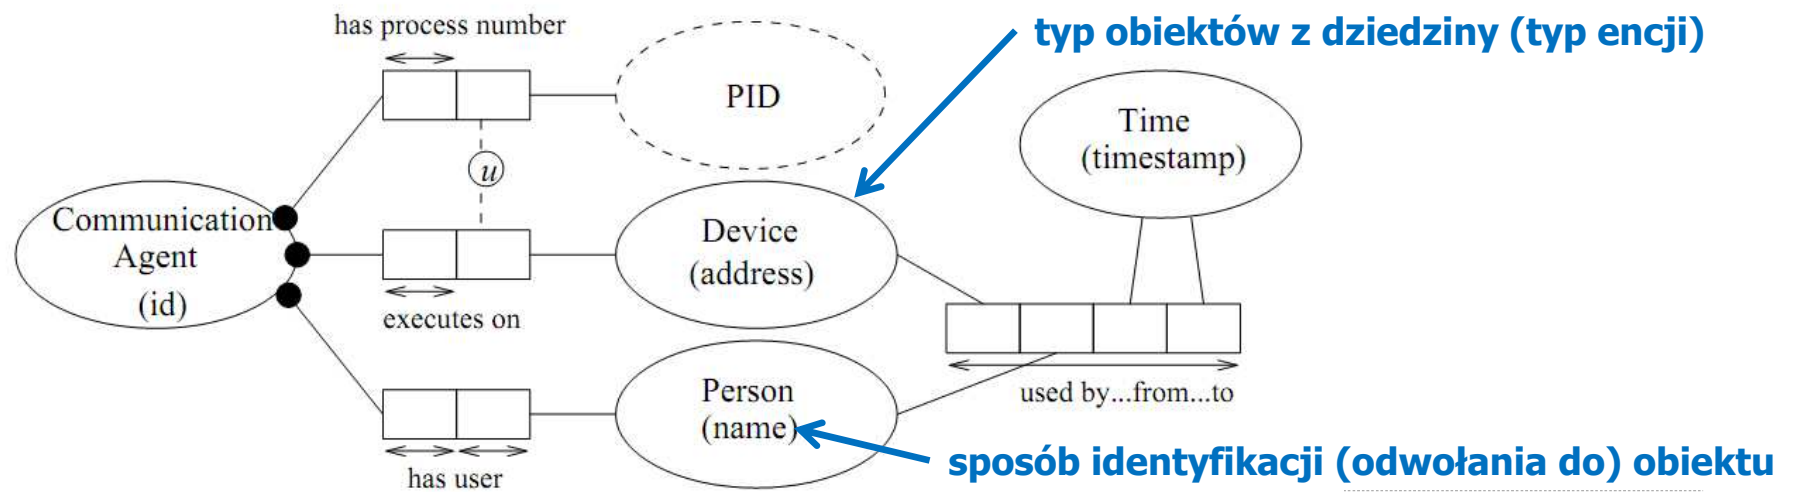 has process number
typ obiektów z dziedziny (typ encji)
PID
Time
(timestamp)
u
Communication
Agent
(id)
Device
(address)
executes on
Person
(name)
used by...from...to
has user
sposób identyfikacji (odwołania do) obiektu